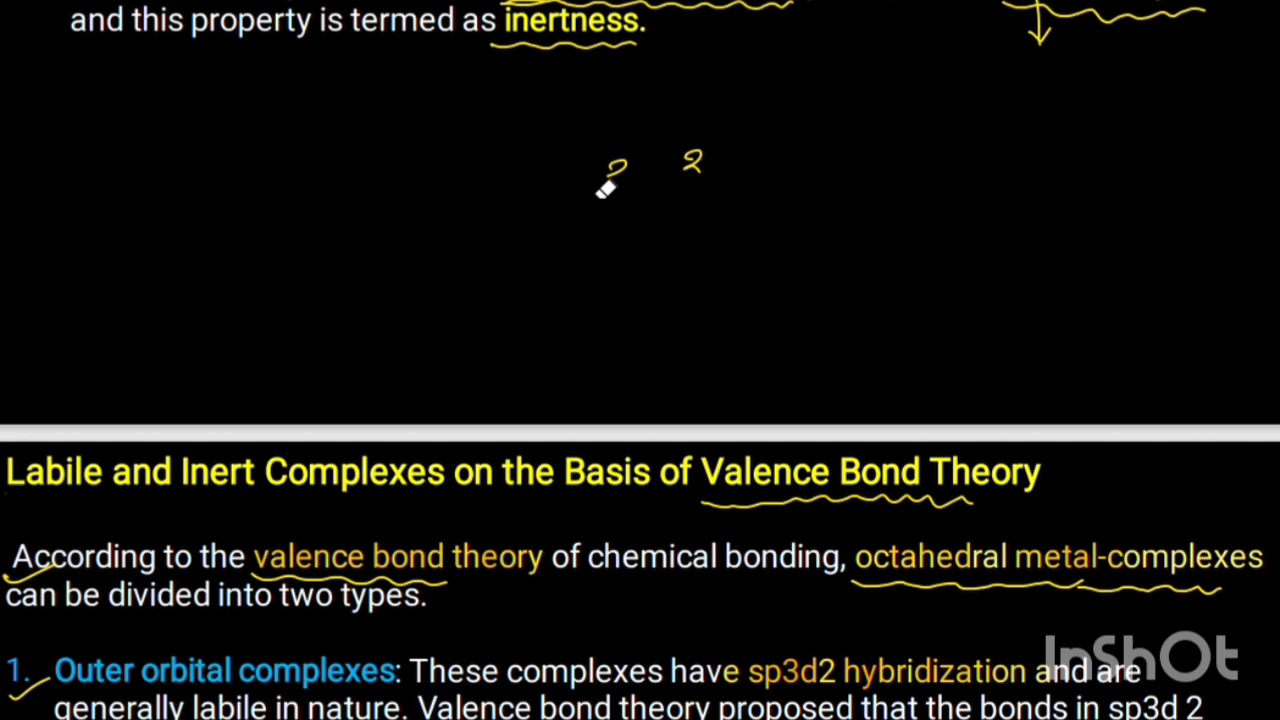 and this property is termed as inertness.
2
Labile and Inert Complexes on the Basis of Valence Bond Theory
According to the valence bond theory of chemical bonding, octahedral metal-complexes
can be divided into two types.
1. Outer orbital complexes: These complexes have sp3d2 hybridization and are
generally labile in nature. Valence bond theory proposed that the bonds in sp3d 2
InShOt